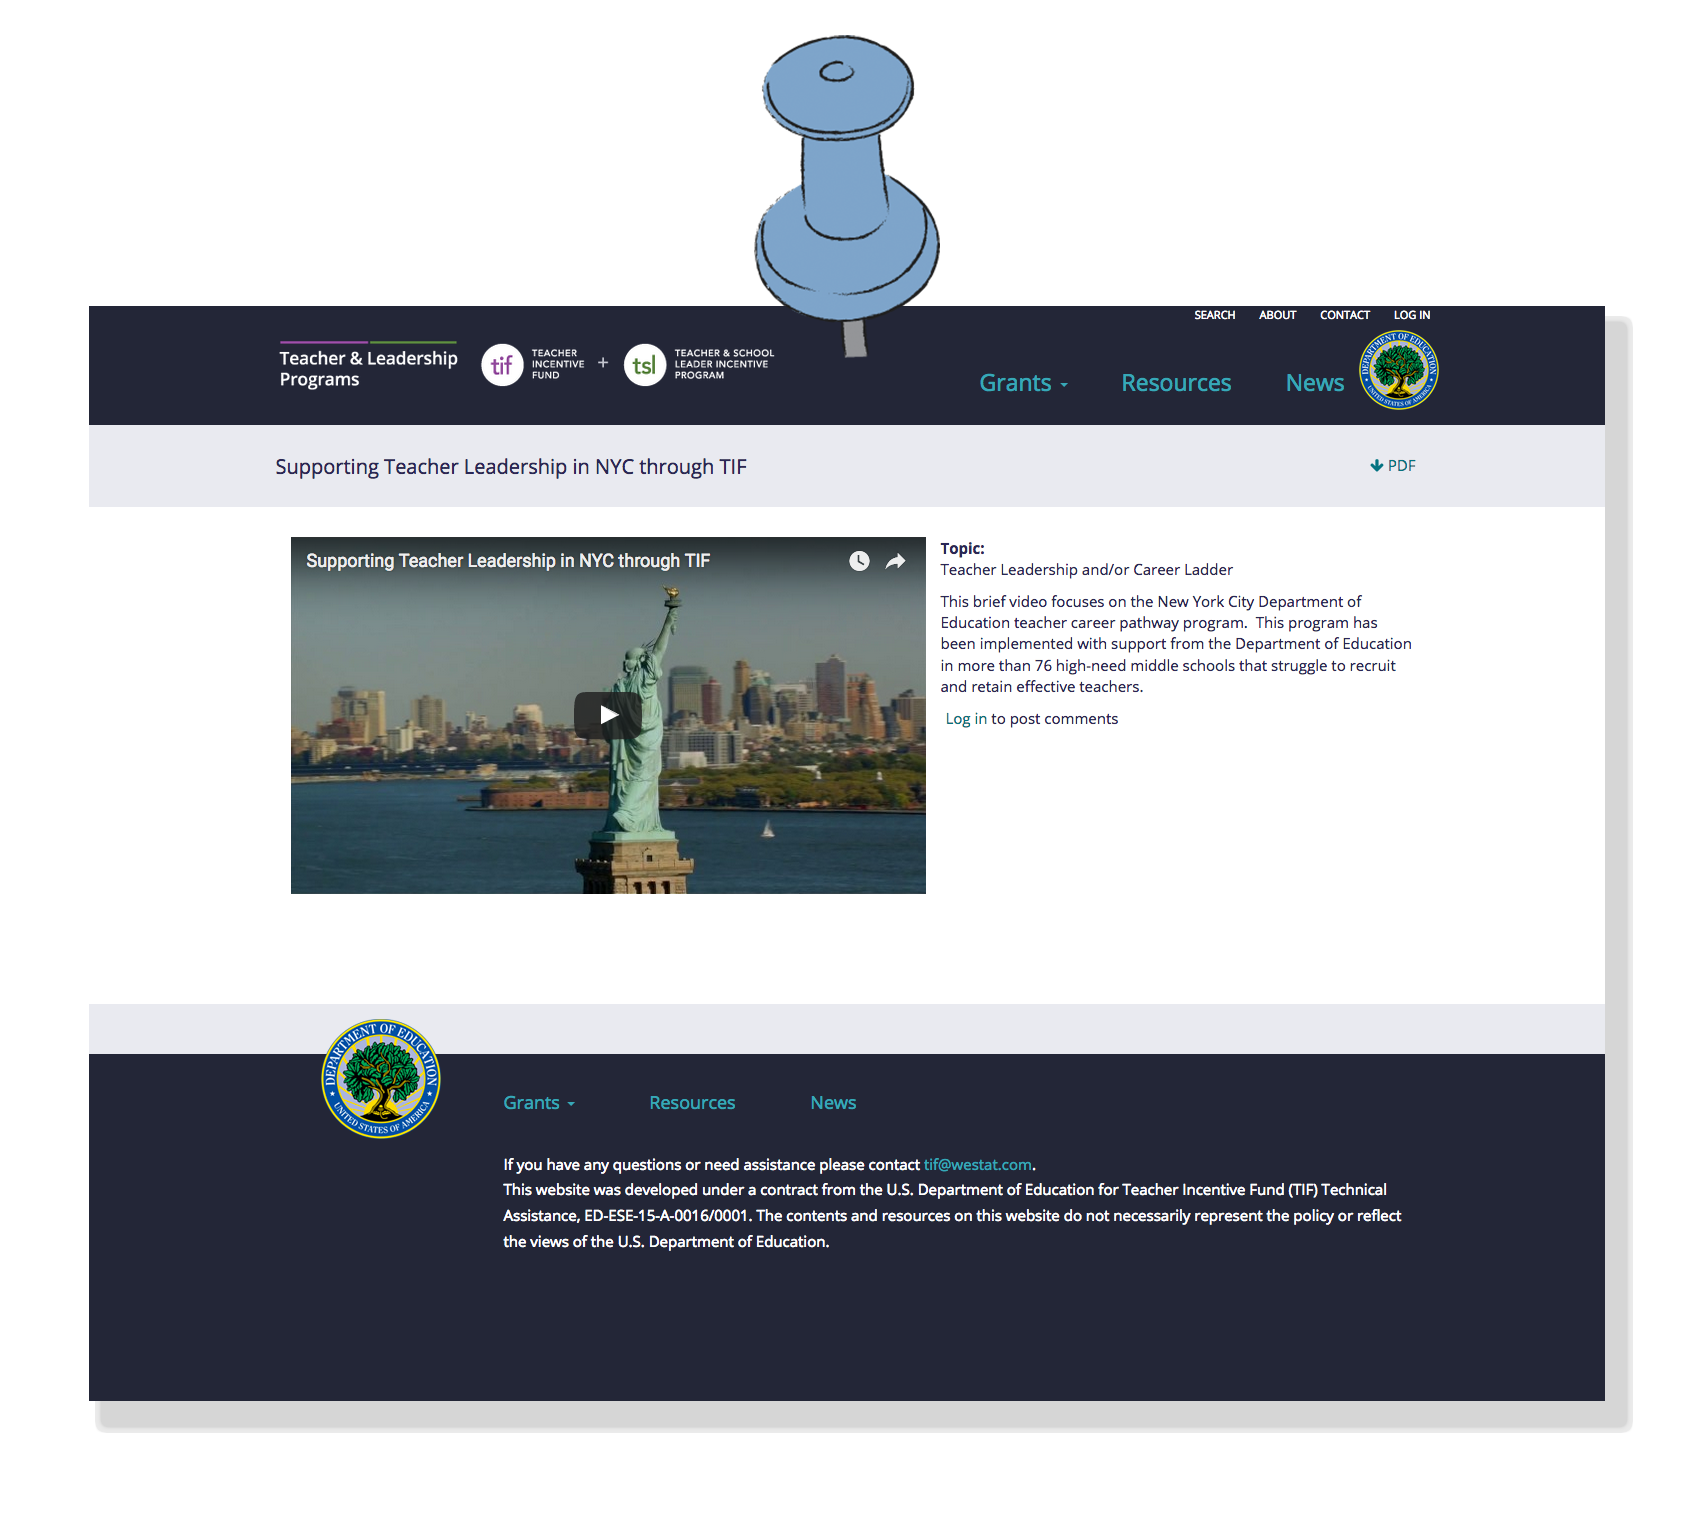 SEARCH ABOUT CONTACT LOG IN
Teacher & Leadership
Programs
tif
TEACHER
INCENTIVE
FUND
+
tsl
TEACHER & SCHOOL
LEADER INCENTIVE
PROGRAM
Grants Resources News
DEPARTMENT OF EDUCATION
UNITED STATES OF AMERICA
Supporting Teacher Leadership in NYC through TIF
PDF
Supporting Teacher Leadership in NYC through TIF
Topic:
Teacher Leadership and/or Career Ladder
This brief video focuses on the New York City Department of
Education teacher career pathway program. This program has
been implemented with support from the Department of Education
in more than 76 high-need middle schools that struggle to recruit
and retain effective teachers.
Log in to post comments
DEPARTMENT OF EDUCATION
UNITED STATES OF AMERICA
Grants Resources News
If you have any questions or need assistance please contact tif@westat.com.
This website was developed under a contract from the U.S. Department of Education for Teacher Incentive Fund (TIF) Technical
Assistance, ED-ESE-15-A-0016/0001. The contents and resources on this website do not necessarily represent the policy or reflect
the views of the U.S. Department of Education.